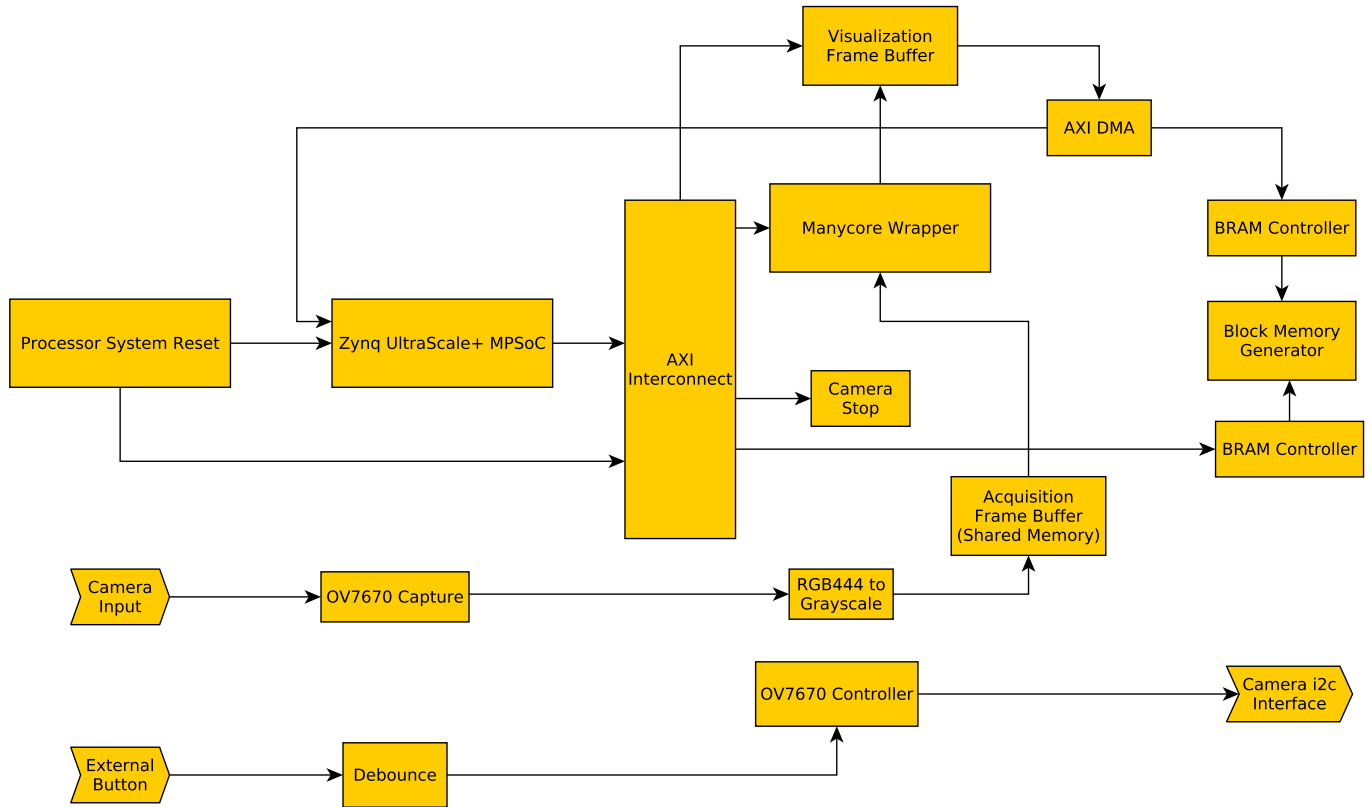 Visualization
Frame Buffer
AXI DMA
Manycore Wrapper
BRAM Controller
Processor System Reset
Zynq UltraScale+ MPSoC
AXI
Interconnect
Block Memory
Generator
Camera
Stop
BRAM Controller
Acquisition
Frame Buffer
(Shared Memory)
Camera
Input
OV7670 Capture
RGB444 to
Grayscale
OV7670 Controller
Camera i2c
Interface
External
Button
Debounce